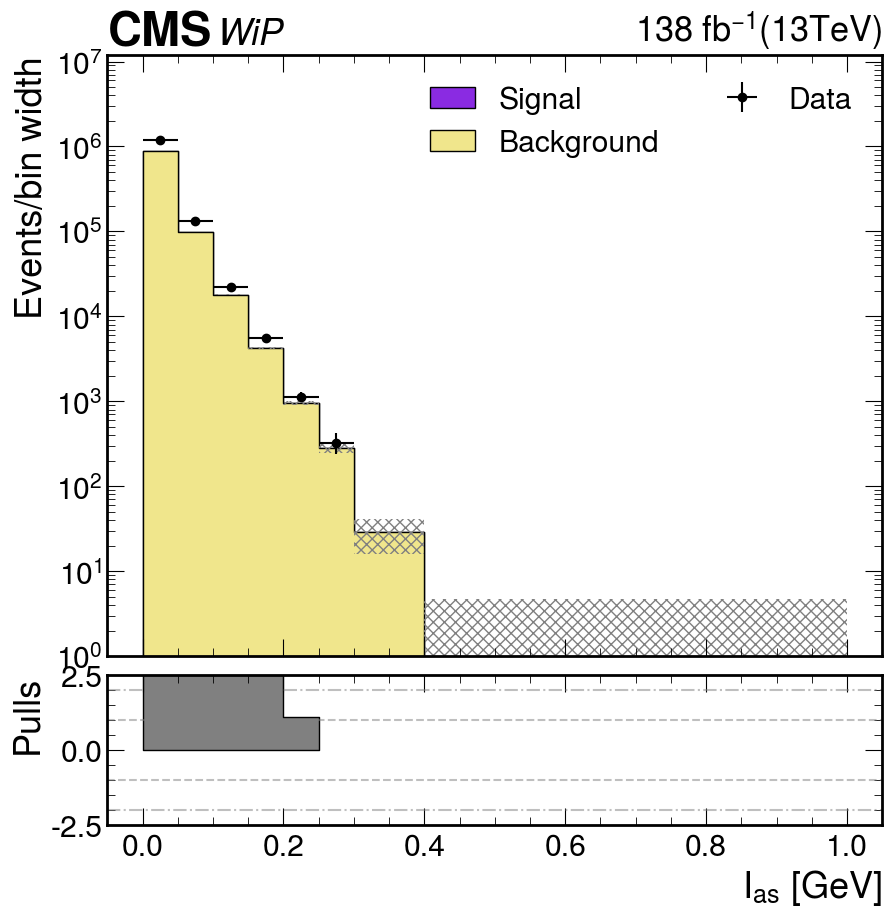 CMS WiP 138 fb⁻¹(13TeV)
Events/bin width
10⁷
10⁶
10⁵
10⁴
10³
10²
10¹
10⁰
Signal
Background
Data
Pulls
2.5
0.0
-2.5
0.0 0.2 0.4 0.6 0.8 1.0
Iₐₛ [GeV]